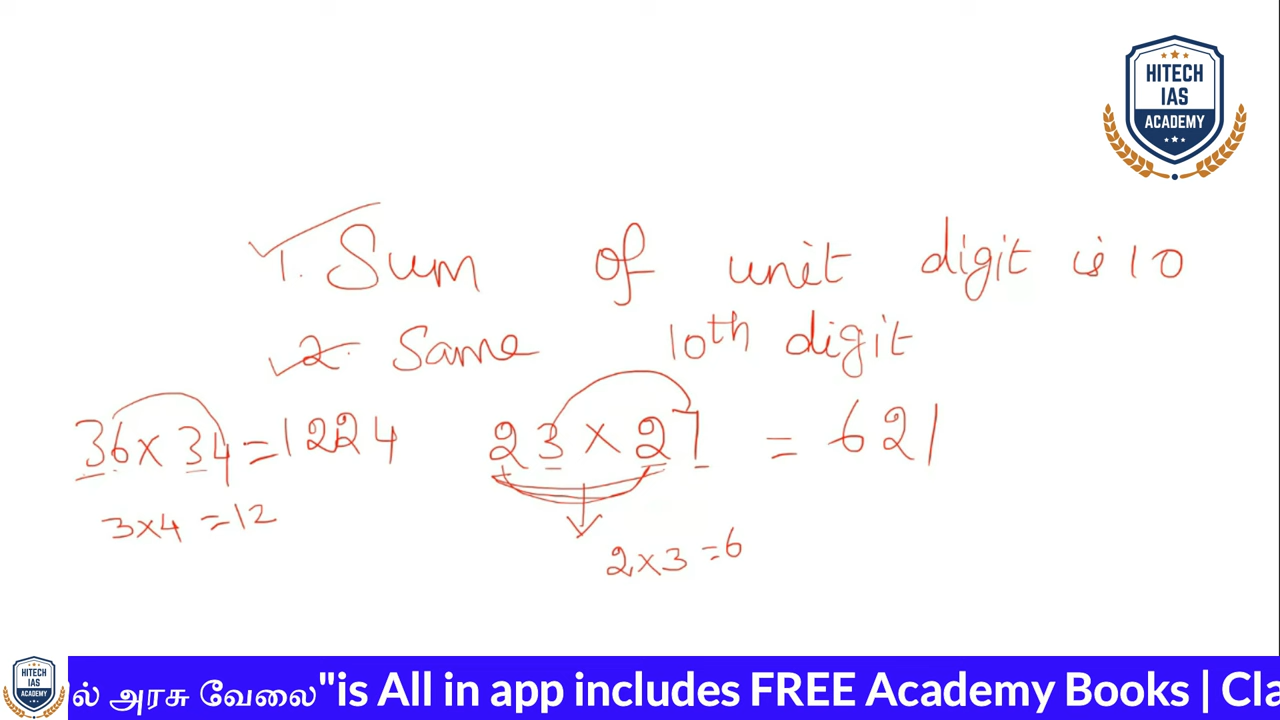 HITECH
IAS
ACADEMY
1. Sum of unit digit is 10
2. Same 10th digit
36 x 34 = 1224 23 x 27 = 621
3x4 = 12
2x3 = 6
HITECH
IAS
ACADEMY
ல் அரசு வேலை"is All in app includes FREE Academy Books | Cla